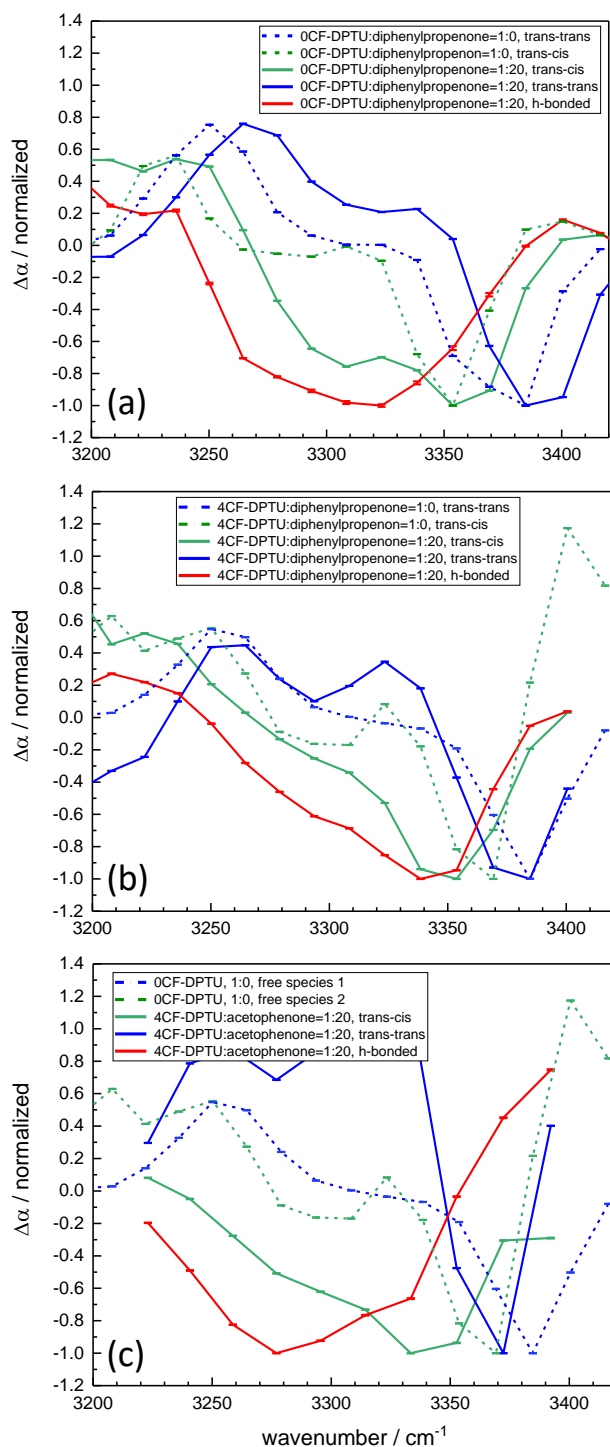 1.4
1.2
1.0
0.8
0.6
0.4
0.2
0.0
-0.2
-0.4
-0.6
-0.8
-1.0
-1.2
Δα / normalized
0CF-DPTU:diphenylpropenone=1:0, trans-trans
0CF-DPTU:diphenylpropenon=1:0, trans-cis
0CF-DPTU:diphenylpropenone=1:20, trans-cis
0CF-DPTU:diphenylpropenone=1:20, trans-trans
0CF-DPTU:diphenylpropenone=1:20, h-bonded
(a)
3200 3250 3300 3350 3400
1.4
1.2
1.0
0.8
0.6
0.4
0.2
0.0
-0.2
-0.4
-0.6
-0.8
-1.0
-1.2
Δα / normalized
4CF-DPTU:diphenylpropenone=1:0, trans-trans
4CF-DPTU:diphenylpropenon=1:0, trans-cis
4CF-DPTU:diphenylpropenone=1:20, trans-cis
4CF-DPTU:diphenylpropenone=1:20, trans-trans
4CF-DPTU:diphenylpropenone=1:20, h-bonded
(b)
3200 3250 3300 3350 3400
1.4
1.2
1.0
0.8
0.6
0.4
0.2
0.0
-0.2
-0.4
-0.6
-0.8
-1.0
-1.2
Δα / normalized
0CF-DPTU, 1:0, free species 1
0CF-DPTU, 1:0, free species 2
4CF-DPTU:acetophenone=1:20, trans-cis
4CF-DPTU:acetophenone=1:20, trans-trans
4CF-DPTU:acetophenone=1:20, h-bonded
(c)
3200 3250 3300 3350 3400
wavenumber / cm⁻¹